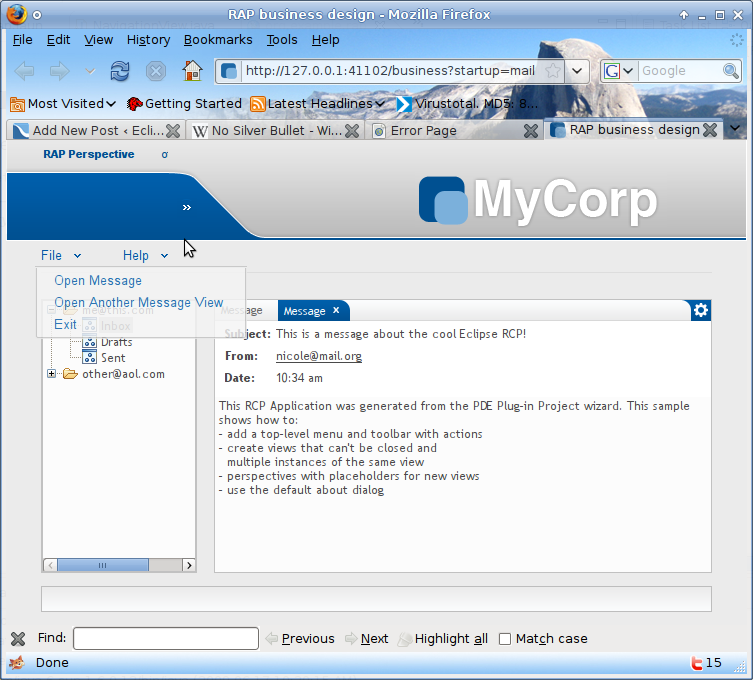 RAP business design - Mozilla Firefox
File Edit View History Bookmarks Tools Help
http://127.0.0.1:41102/business?startup=mail
G Google
Most Visited Getting Started Latest Headlines Virustotal. MD5: 8...
Add New Post ‹ Ecli... W No Silver Bullet - Wi... Error Page RAP business design
RAP Perspective
»
MyCorp
File Help
Open Message
Open Another Message View
Exit
me@this.com
Inbox
Drafts
Sent
other@aol.com
Message Message
Subject: This is a message about the cool Eclipse RCP!
From: nicole@mail.org
Date: 10:34 am
This RCP Application was generated from the PDE Plug-in Project wizard. This sample
shows how to:
- add a top-level menu and toolbar with actions
- create views that can't be closed and
multiple instances of the same view
- perspectives with placeholders for new views
- use the default about dialog
Find: Previous Next Highlight all Match case
Done 15